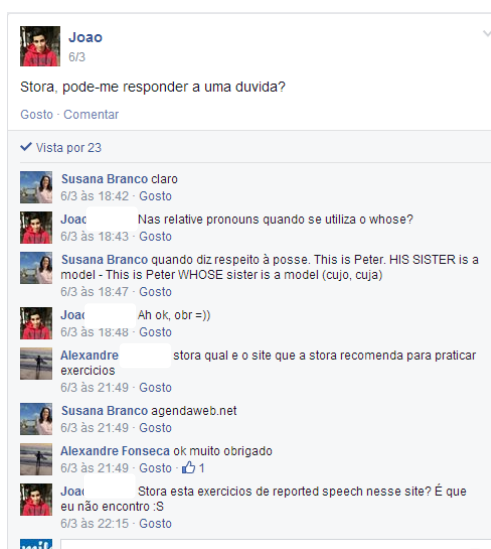 Joao
6/3
Stora, pode-me responder a uma duvida?
Gosto · Comentar
Vista por 23
Susana Branco claro
6/3 às 18:42 · Gosto
Joao Nas relative pronouns quando se utiliza o whose?
6/3 às 18:43 · Gosto
Susana Branco quando diz respeito à posse. This is Peter. HIS SISTER is a
model - This is Peter WHOSE sister is a model (cujo, cuja)
6/3 às 18:47 · Gosto
Joao Ah ok, obr =))
6/3 às 18:48 · Gosto
Alexandre stora qual e o site que a stora recomenda para praticar
exercicios
6/3 às 21:49 · Gosto
Susana Branco agendaweb.net
6/3 às 21:49 · Gosto
Alexandre Fonseca ok muito obrigado
6/3 às 21:49 · Gosto · 1
Joao Stora esta exercicios de reported speech nesse site? É que
eu não encontro :S
6/3 às 22:15 · Gosto